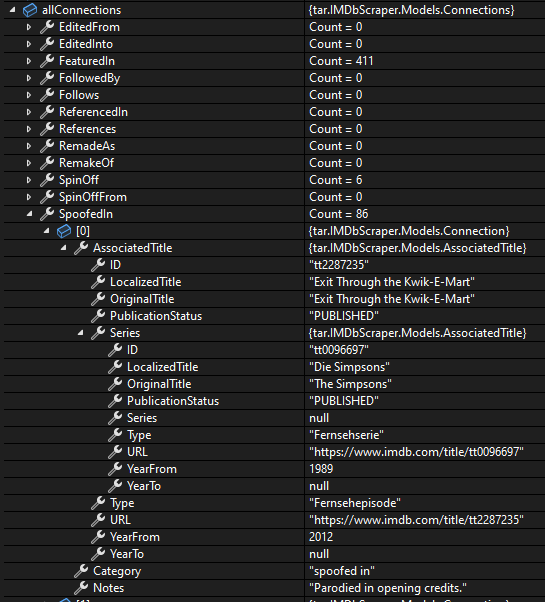 allConnections {tar.IMDbScraper.Models.Connections}
EditedFrom Count = 0
EditedInto Count = 0
FeaturedIn Count = 411
FollowedBy Count = 0
Follows Count = 0
ReferencedIn Count = 0
References Count = 0
RemadeAs Count = 0
RemakeOf Count = 0
SpinOff Count = 6
SpinOffFrom Count = 0
SpoofedIn Count = 86
[0] {tar.IMDbScraper.Models.Connection}
AssociatedTitle {tar.IMDbScraper.Models.AssociatedTitle}
ID "tt2287235"
LocalizedTitle "Exit Through the Kwik-E-Mart"
OriginalTitle "Exit Through the Kwik-E-Mart"
PublicationStatus "PUBLISHED"
Series {tar.IMDbScraper.Models.AssociatedTitle}
ID "tt0096697"
LocalizedTitle "Die Simpsons"
OriginalTitle "The Simpsons"
PublicationStatus "PUBLISHED"
Series null
Type "Fernsehserie"
URL "https://www.imdb.com/title/tt0096697"
YearFrom 1989
YearTo null
Type "Fernsehepisode"
URL "https://www.imdb.com/title/tt2287235"
YearFrom 2012
YearTo null
Category "spoofed in"
Notes "Parodied in opening credits."